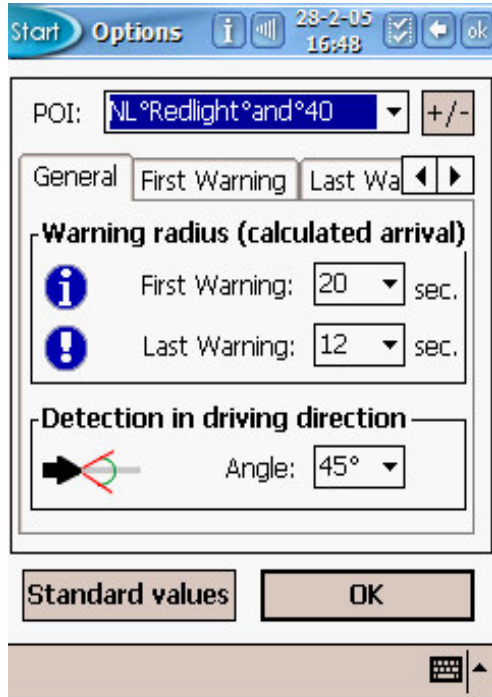 Start Options 28-2-05 16:48 ok
POI: NL°Redlight°and°40 +/-
General First Warning Last Wa
Warning radius (calculated arrival)
First Warning: 20 sec.
Last Warning: 12 sec.
Detection in driving direction
Angle: 45°
Standard values OK